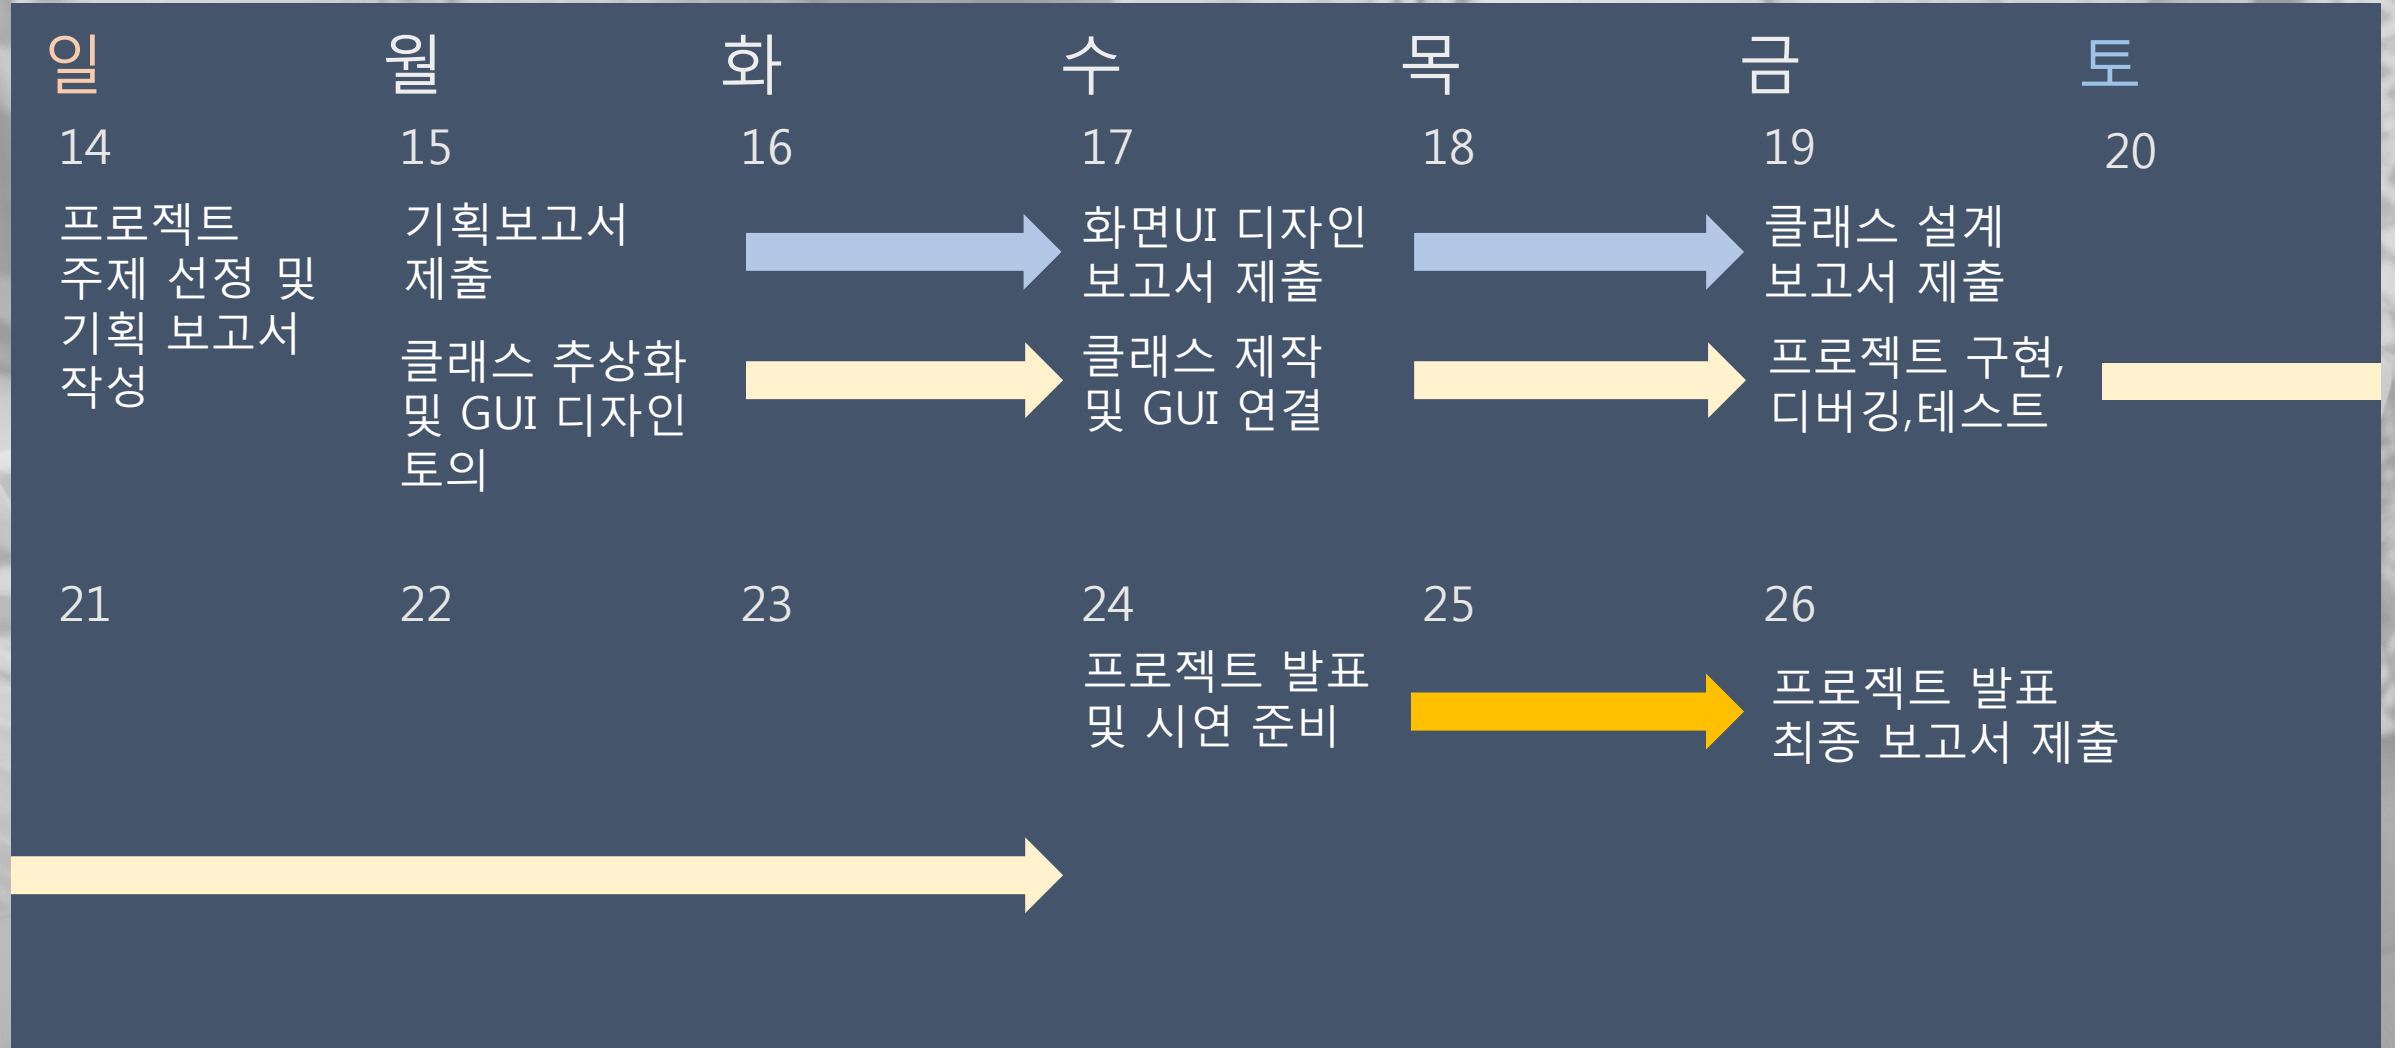 일 월 화 수 목 금 토
14 15 16 17 18 19 20
프로젝트
주제 선정 및
기획 보고서
작성
기획보고서
제출
클래스 추상화
및 GUI 디자인
토의
화면UI 디자인
보고서 제출
클래스 제작
및 GUI 연결
클래스 설계
보고서 제출
프로젝트 구현,
디버깅,테스트
21 22 23 24 25 26
프로젝트 발표
및 시연 준비
프로젝트 발표
최종 보고서 제출